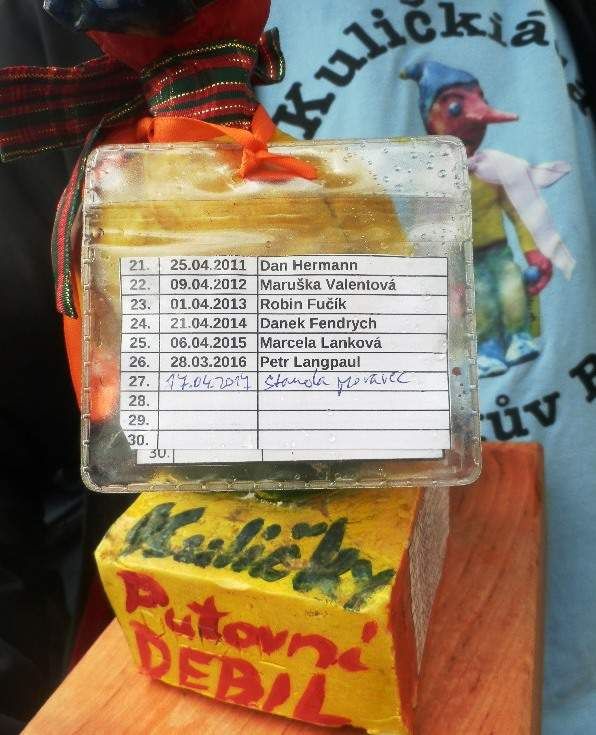 Kuličkiá
21. 25.04.2011 Dan Hermann
22. 09.04.2012 Maruška Valentová
23. 01.04.2013 Robin Fučík
24. 21.04.2014 Danek Fendrych
25. 06.04.2015 Marcela Lanková
26. 28.03.2016 Petr Langpaul
27. 17.04.2017 Standa Moravec
28.
29.
30.
30.
ův
Kuličky
Putovní
DEBIL